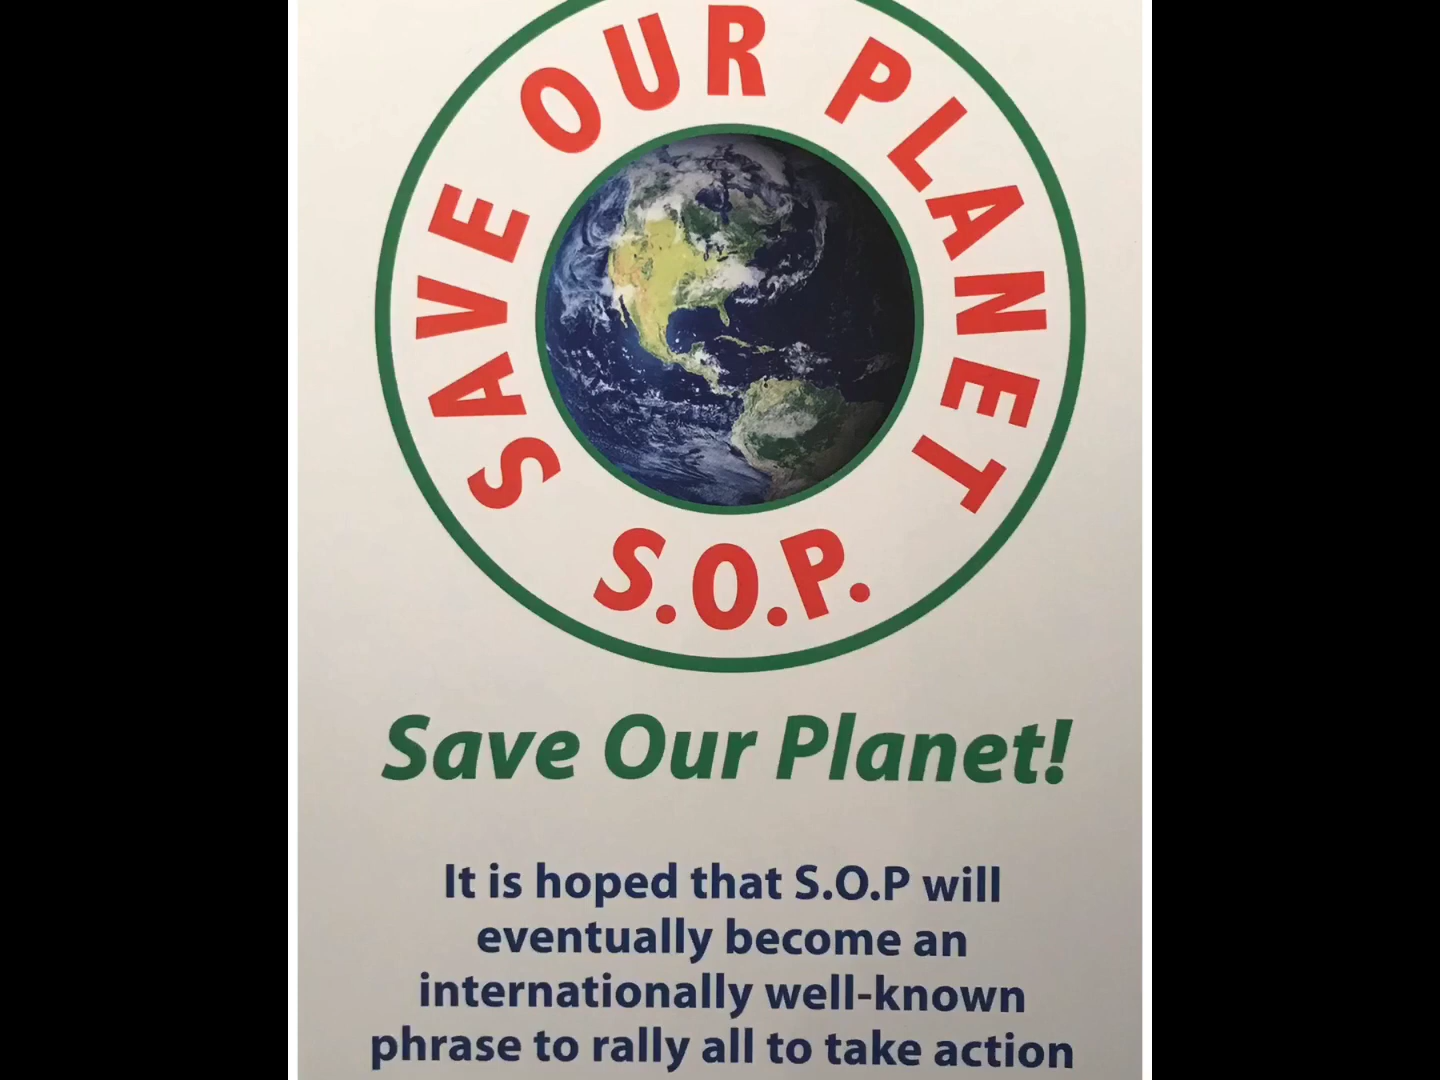 SAVE OUR PLANET
S.O.P.
Save Our Planet!
It is hoped that S.O.P will
eventually become an
internationally well-known
phrase to rally all to take action